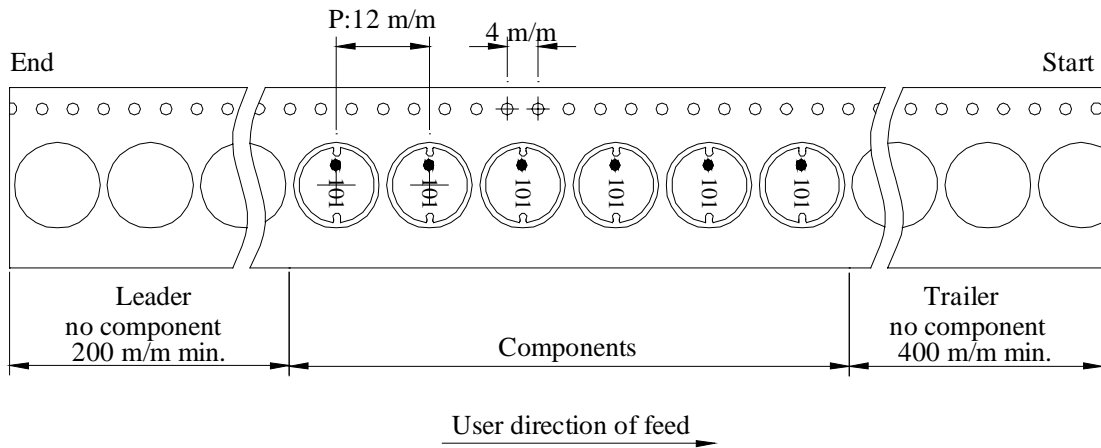 P:12 m/m
4 m/m
End
Start
101 101 101 101 101 101
Leader
no component
200 m/m min.
Components
Trailer
no component
400 m/m min.
User direction of feed